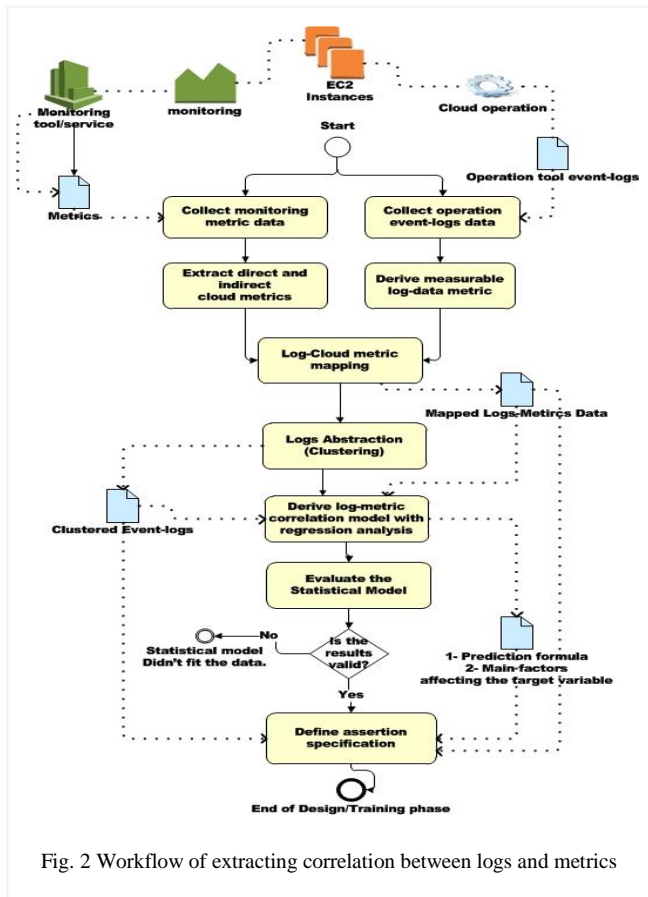 EC2
Instances
Monitoring
tool/service
monitoring
Cloud operation
Start
Operation tool event-logs
Metrics
Collect monitoring
metric data
Collect operation
event-logs data
Extract direct and
indirect
cloud metrics
Derive measurable
log-data metric
Log-Cloud metric
mapping
Mapped Logs-Metircs Data
Logs Abstraction
(Clustering)
Clustered Event-logs
Derive log-metric
correlation model with
regression analysis
Evaluate the
Statistical Model
No
Statistical model
Didn't fit the data.
Is the
results
valid?
1- Prediction formula
2- Main-factors
affecting the target variable
Yes
Define assertion
specification
End of Design/Training phase
Fig. 2 Workflow of extracting correlation between logs and metrics